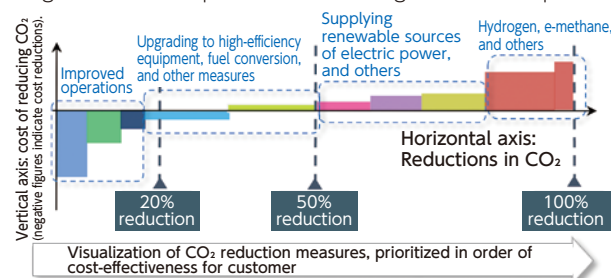 Vertical axis: cost of reducing CO₂
(negative figures indicate cost reductions).
Improved
operations
Upgrading to high-efficiency
equipment, fuel conversion,
and other measures
Supplying
renewable sources
of electric power,
and others
Hydrogen, e-methane,
and others
Horizontal axis:
Reductions in CO₂
20%
reduction
50%
reduction
100%
reduction
Visualization of CO₂ reduction measures, prioritized in order of
cost-effectiveness for customer